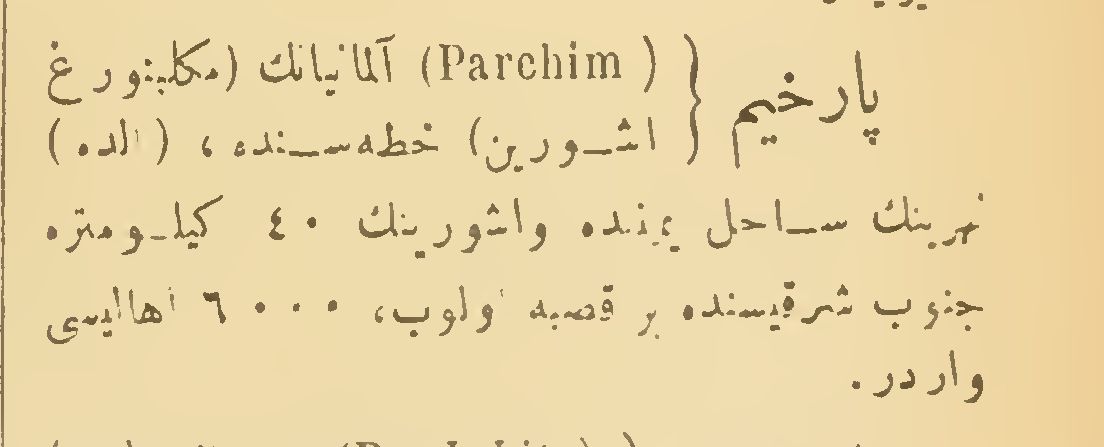 پارخیم { ( Parchim) آلمانیانك (مكلنبورغ
اشورین) خطه‌سنده ، ( الده )
نهرینك ساحل یمیننده واشورینك ٤٠ كیلومتره
جنوب شرقیسنده بر قصبه اولوب، ٦٠٠٠ اهالیسی
واردر.